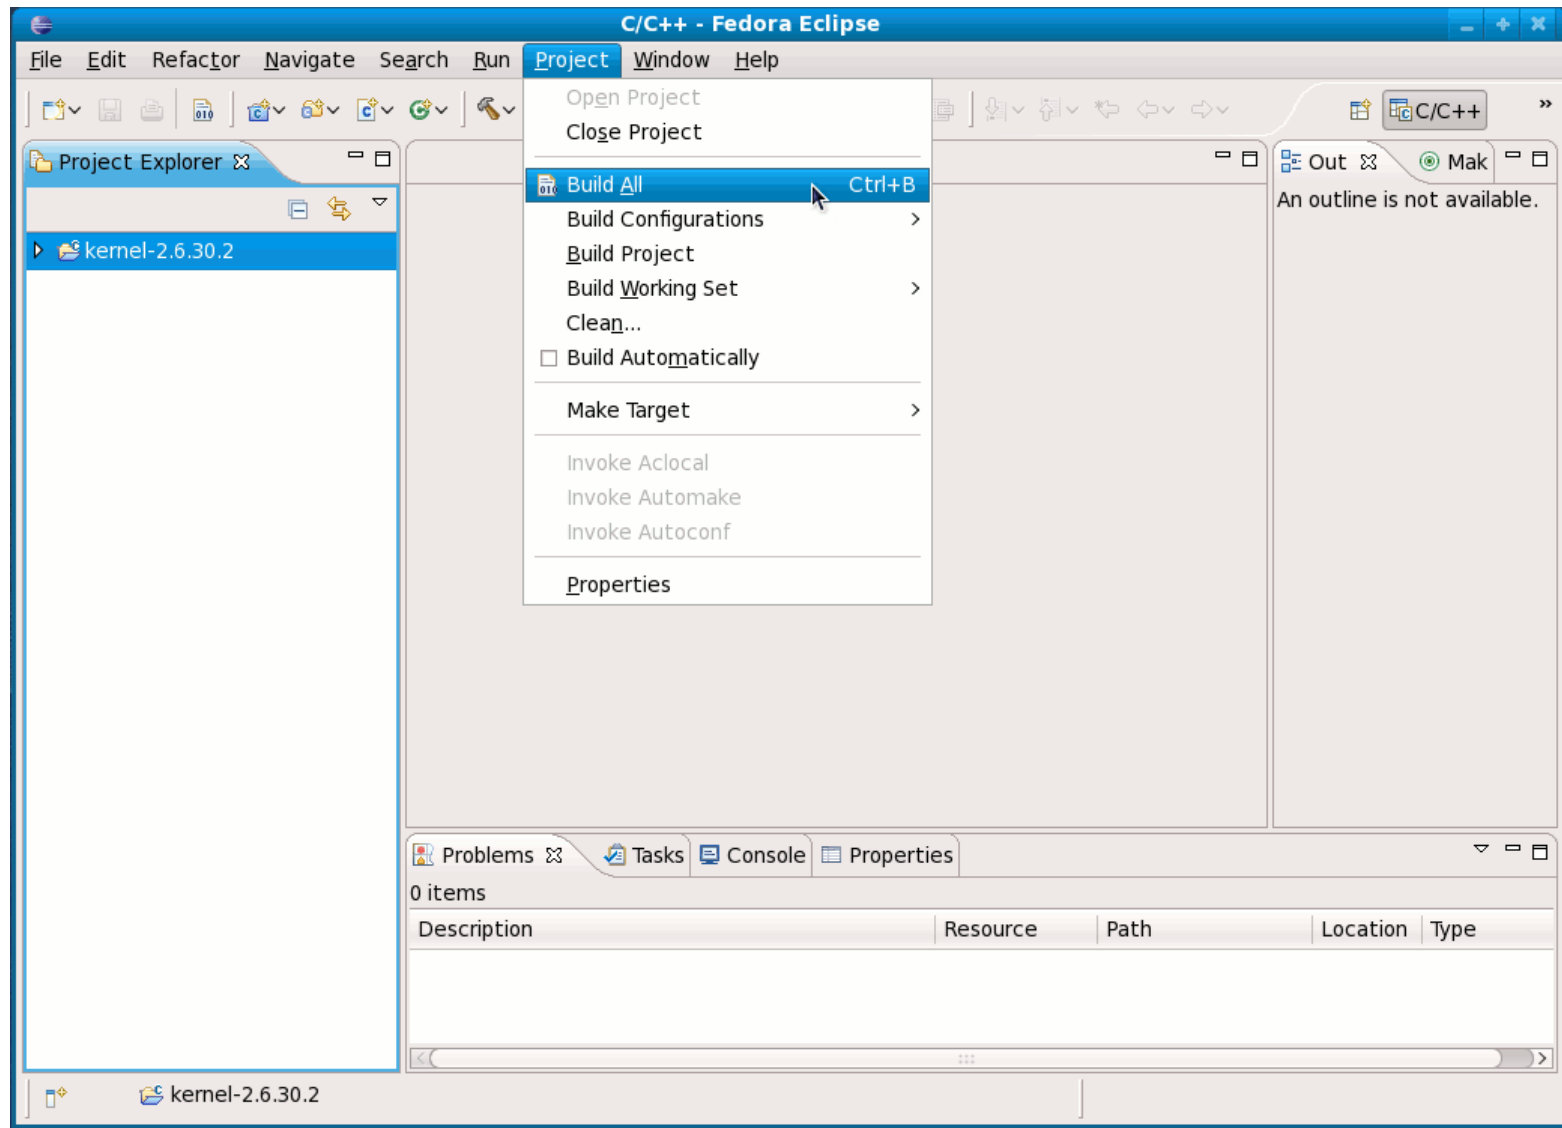 C/C++ - Fedora Eclipse
File Edit Refactor Navigate Search Run Project Window Help
Open Project
Close Project
C/C++ »
Project Explorer
Out Mak
Build All Ctrl+B
An outline is not available.
Build Configurations
kernel-2.6.30.2
Build Project
Build Working Set
Clean...
Build Automatically
Make Target
Invoke Aclocal
Invoke Automake
Invoke Autoconf
Properties
Problems Tasks Console Properties
0 items
Description Resource Path Location Type
kernel-2.6.30.2